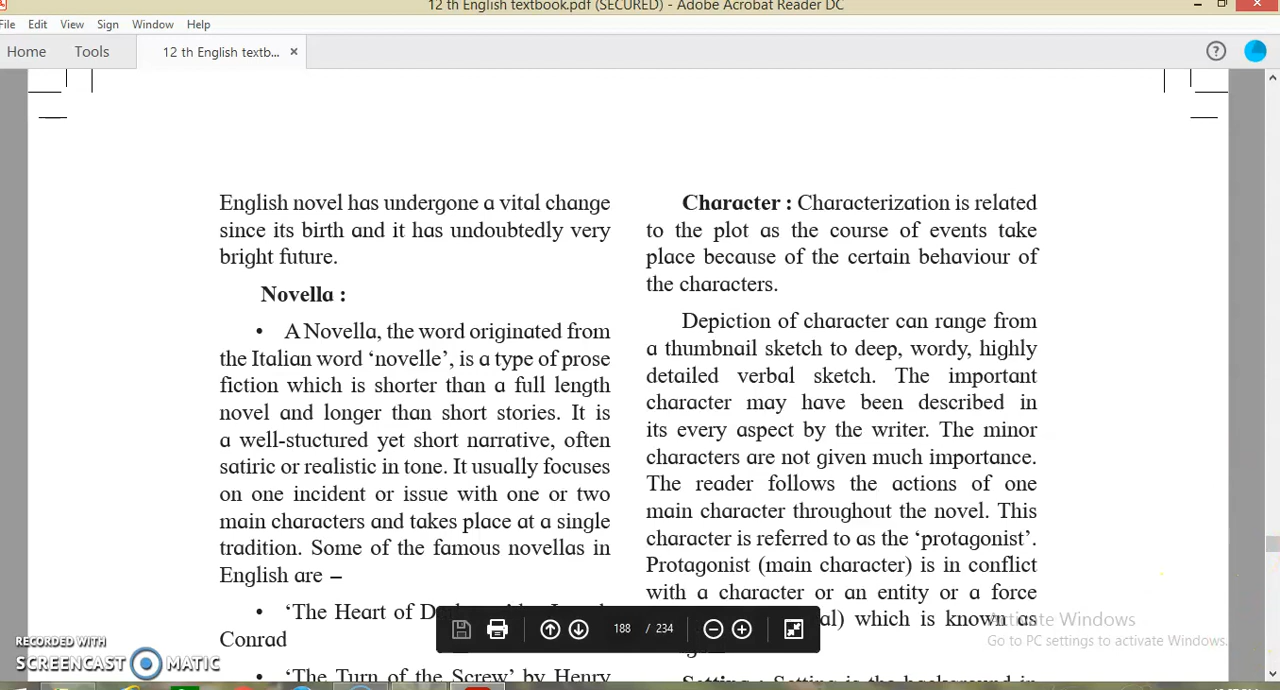 12 th English textbook.pdf (SECURED) - Adobe Acrobat Reader DC
File Edit View Sign Window Help
Home Tools 12 th English textb... ×
English novel has undergone a vital change
since its birth and it has undoubtedly very
bright future.
Novella :
• A Novella, the word originated from
the Italian word ‘novelle’, is a type of prose
fiction which is shorter than a full length
novel and longer than short stories. It is
a well-stuctured yet short narrative, often
satiric or realistic in tone. It usually focuses
on one incident or issue with one or two
main characters and takes place at a single
tradition. Some of the famous novellas in
English are –
• ‘The Heart of
Conrad
• ‘The Turn of the Screw’ by Henry
Character : Characterization is related
to the plot as the course of events take
place because of the certain behaviour of
the characters.
Depiction of character can range from
a thumbnail sketch to deep, wordy, highly
detailed verbal sketch. The important
character may have been described in
its every aspect by the writer. The minor
characters are not given much importance.
The reader follows the actions of one
main character throughout the novel. This
character is referred to as the ‘protagonist’.
Protagonist (main character) is in conflict
with a character or an entity or a force
which is known as
Setting : Setting is the background in
188 / 234
Activate Windows
Go to PC settings to activate Windows.
RECORDED WITH
SCREENCAST MATIC